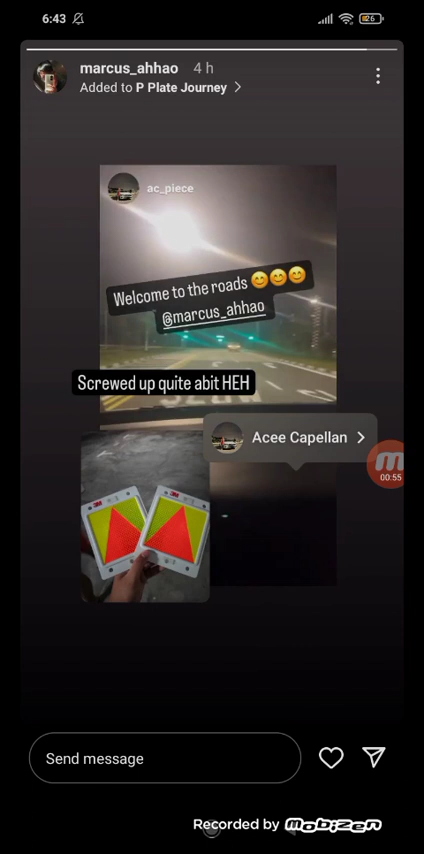 6:43
26
marcus_ahhao 4 h
Added to P Plate Journey >
ac_piece
Welcome to the roads 😊😊😊
@marcus_ahhao
Screwed up quite abit HEH
Acee Capellan >
00:55
3M
3M
Send message
Recorded by mobizen